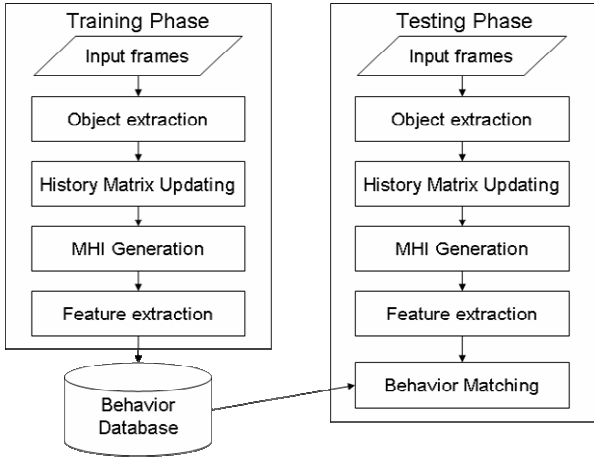 Training Phase
Input frames
Object extraction
History Matrix Updating
MHI Generation
Feature extraction
Behavior
Database
Testing Phase
Input frames
Object extraction
History Matrix Updating
MHI Generation
Feature extraction
Behavior Matching